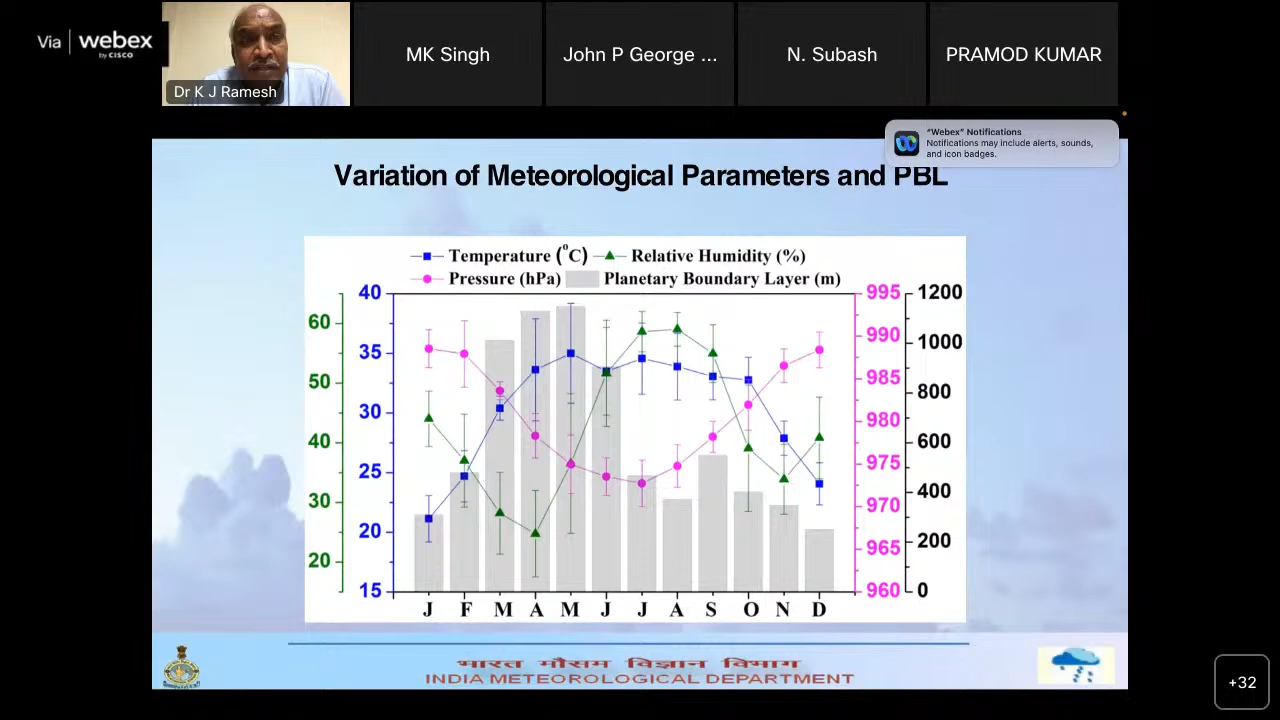 Via webex
by CISCO
Dr K J Ramesh
MK Singh
John P George ...
N. Subash
PRAMOD KUMAR
"Webex" Notifications
Notifications may include alerts, sounds,
and icon badges.
Variation of Meteorological Parameters and PBL
Temperature (°C) Relative Humidity (%)
Pressure (hPa) Planetary Boundary Layer (m)
60
50
40
30
20
40
35
30
25
20
15
995
990
985
980
975
970
965
960
1200
1000
800
600
400
200
0
J F M A M J J A S O N D
भारत मौसम विज्ञान विभाग
INDIA METEOROLOGICAL DEPARTMENT
+32